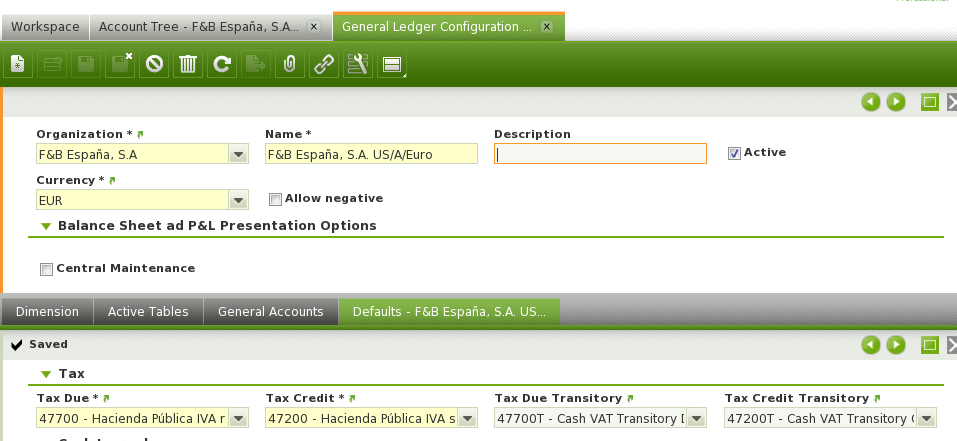 Workspace Account Tree - F&B España, S.A... General Ledger Configuration ...
Organization * Name * Description
F&B España, S.A F&B España, S.A. US/A/Euro Active
Currency *
EUR Allow negative
Balance Sheet ad P&L Presentation Options
Central Maintenance
Dimension Active Tables General Accounts Defaults - F&B España, S.A. US...
Saved
Tax
Tax Due * Tax Credit * Tax Due Transitory Tax Credit Transitory
47700 - Hacienda Pública IVA 47200 - Hacienda Pública IVA 47700T - Cash VAT Transitory 47200T - Cash VAT Transitory